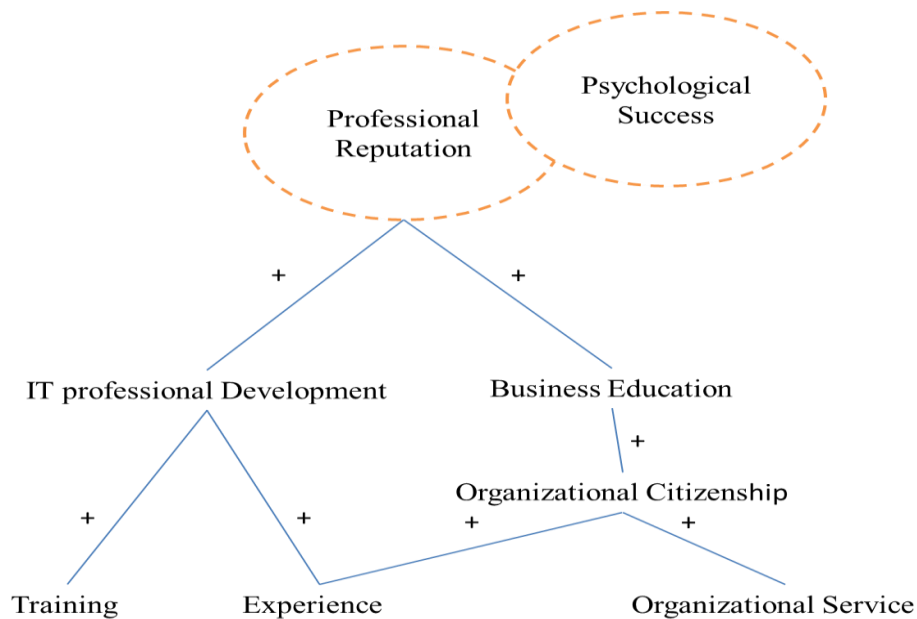 Psychological
Success
Professional
Reputation
+ +
IT professional Development
Business Education
+
Organizational Citizenship
+ + + +
Training Experience Organizational Service